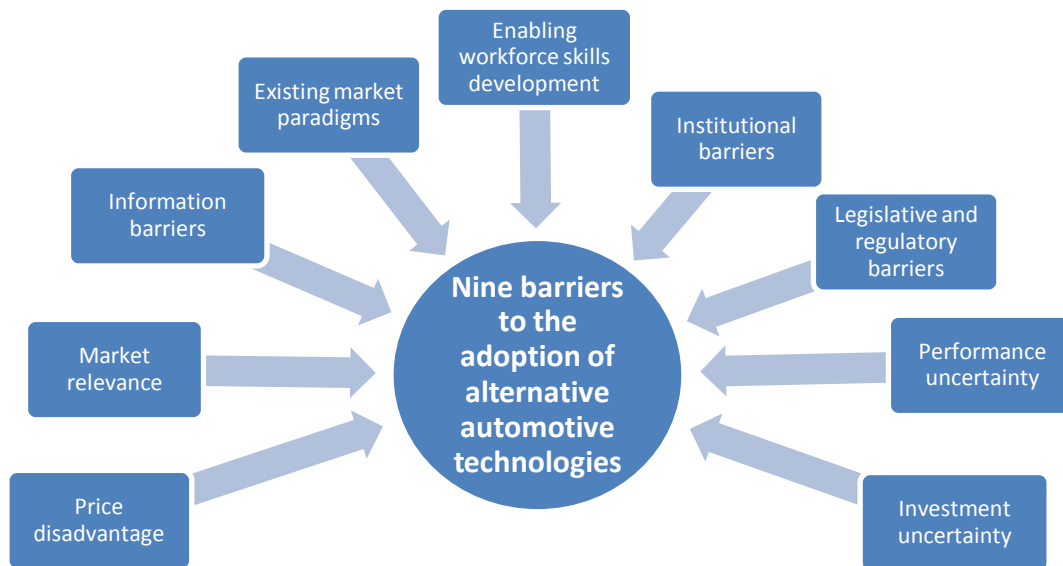 Enabling
workforce skills
development
Existing market
paradigms
Institutional
barriers
Information
barriers
Legislative and
regulatory
barriers
Nine barriers
to the
adoption of
alternative
automotive
technologies
Market
relevance
Performance
uncertainty
Price
disadvantage
Investment
uncertainty